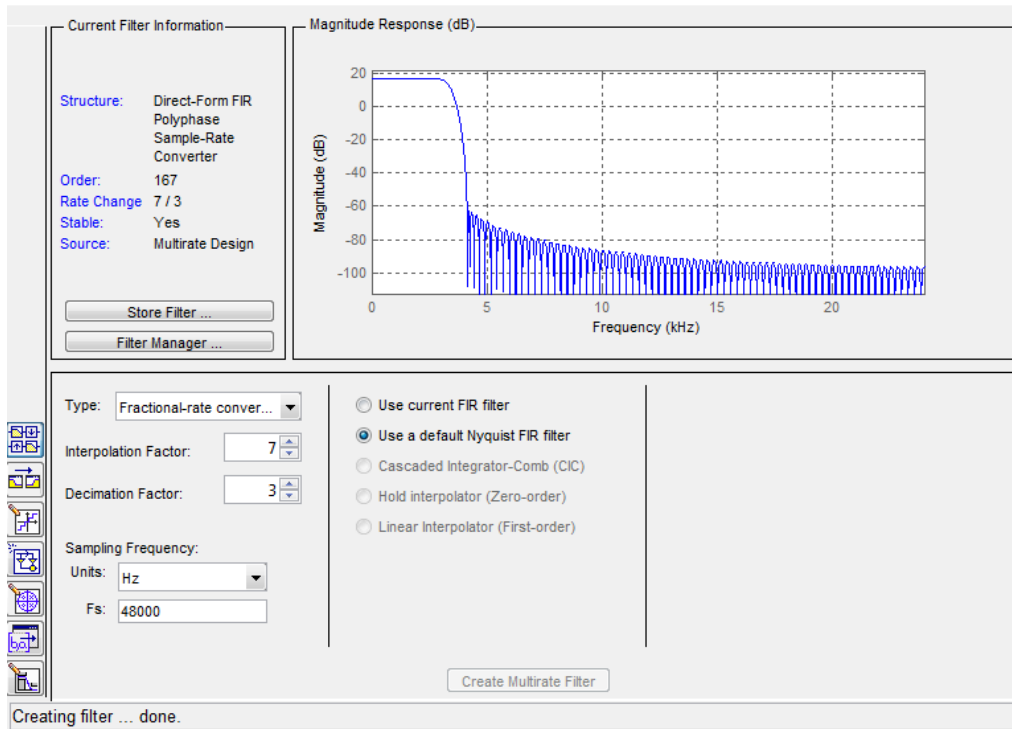 Current Filter Information
Structure: Direct-Form FIR
Polyphase
Sample-Rate
Converter
Order: 167
Rate Change 7 / 3
Stable: Yes
Source: Multirate Design
Store Filter ...
Filter Manager ...
Magnitude Response (dB)
Magnitude (dB)
20
0
-20
-40
-60
-80
-100
0 5 10 15 20
Frequency (kHz)
Type: Fractional-rate conver...
Interpolation Factor: 7
Decimation Factor: 3
Sampling Frequency:
Units: Hz
Fs: 48000
Use current FIR filter
Use a default Nyquist FIR filter
Cascaded Integrator-Comb (CIC)
Hold interpolator (Zero-order)
Linear Interpolator (First-order)
Create Multirate Filter
Creating filter ... done.